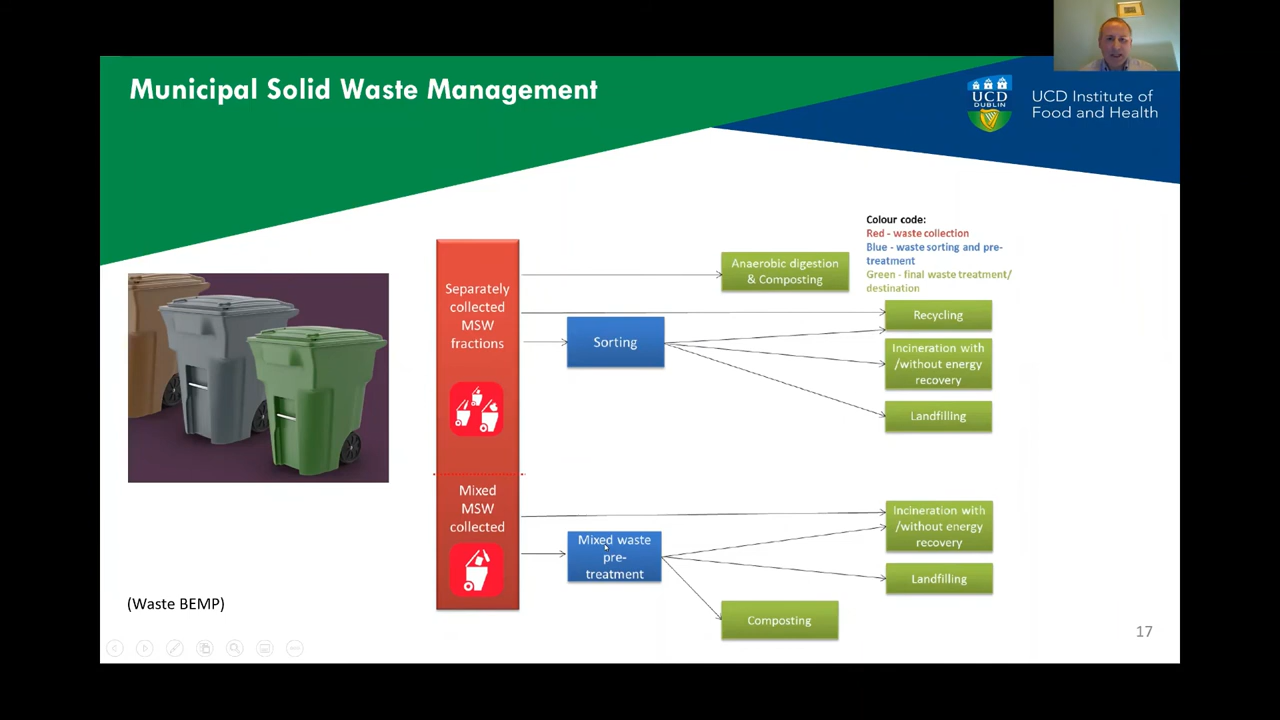 Municipal Solid Waste Management
UCD
DUBLIN
UCD Institute of
Food and Health
Colour code:
Red - waste collection
Blue - waste sorting and pre-
treatment
Green - final waste treatment/
destination
Separately
collected
MSW
fractions
Anaerobic digestion
& Composting
Sorting
Recycling
Incineration with
/without energy
recovery
Landfilling
Mixed
MSW
collected
Mixed waste
pre-
treatment
Incineration with
/without energy
recovery
Landfilling
Composting
(Waste BEMP)
17